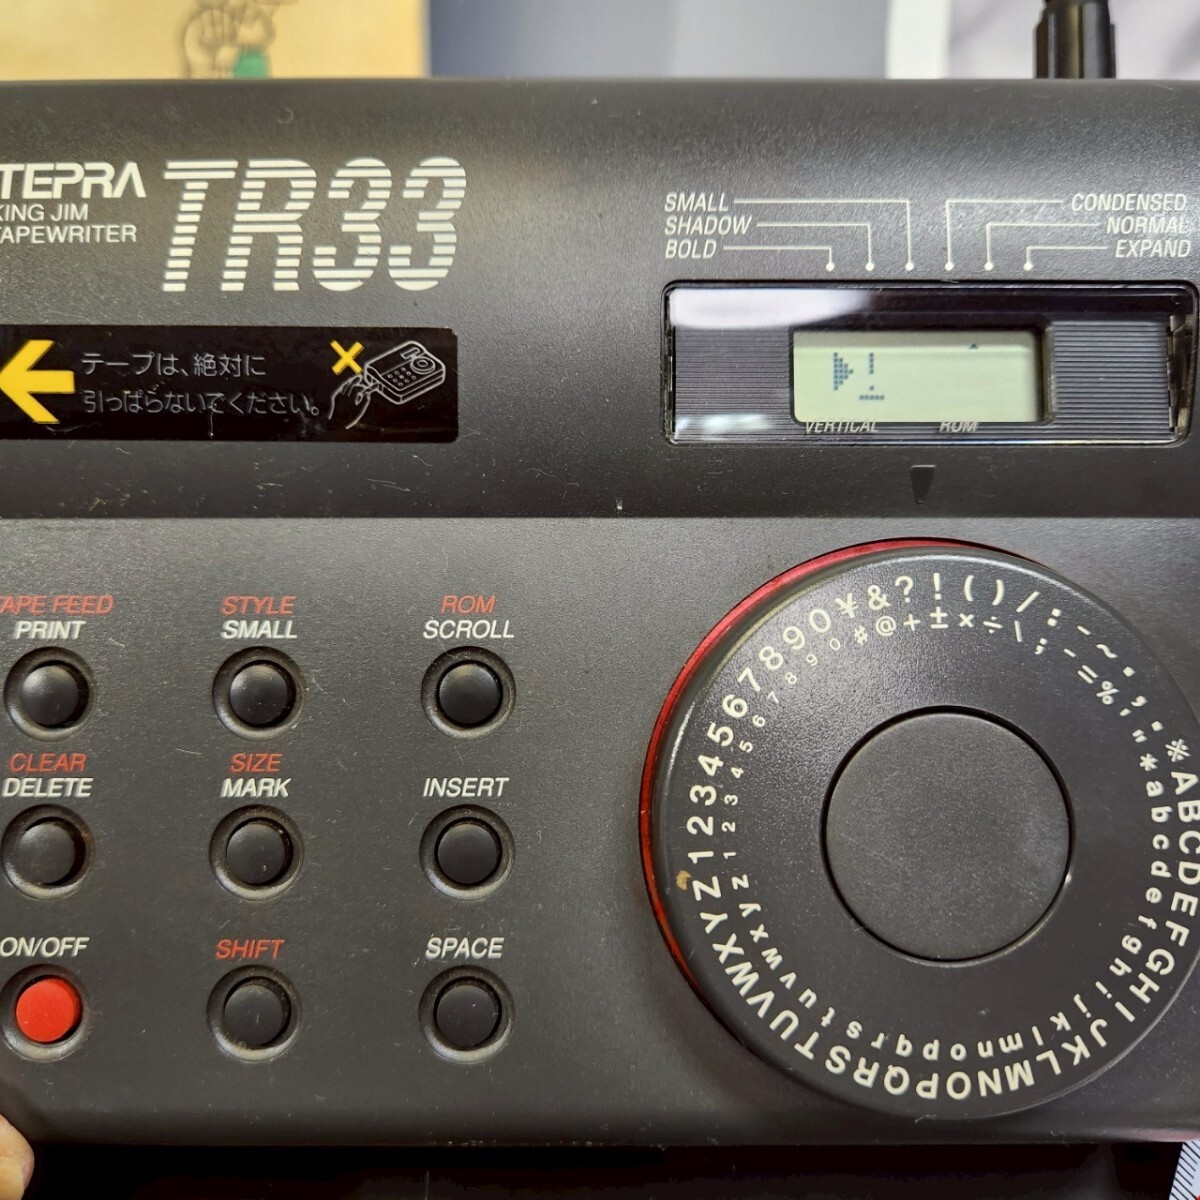 TEPRA
KING JIM
TAPEWRITER
TR33
SMALL
SHADOW
BOLD
CONDENSED
NORMAL
EXPAND
テープは、絶対に
引っぱらないでください。
!
VERTICAL ROM
TAPE FEED STYLE ROM
PRINT SMALL SCROLL
CLEAR SIZE
DELETE MARK INSERT
ON/OFF SHIFT SPACE
1234567890¥&?!()/:-~・,.※ABCDEFGHIJKLMNOPQRSTUVWXYZ
1234567890#@+±×÷\;-=%'"*abcdefghijklmnopqrstuvwxyz